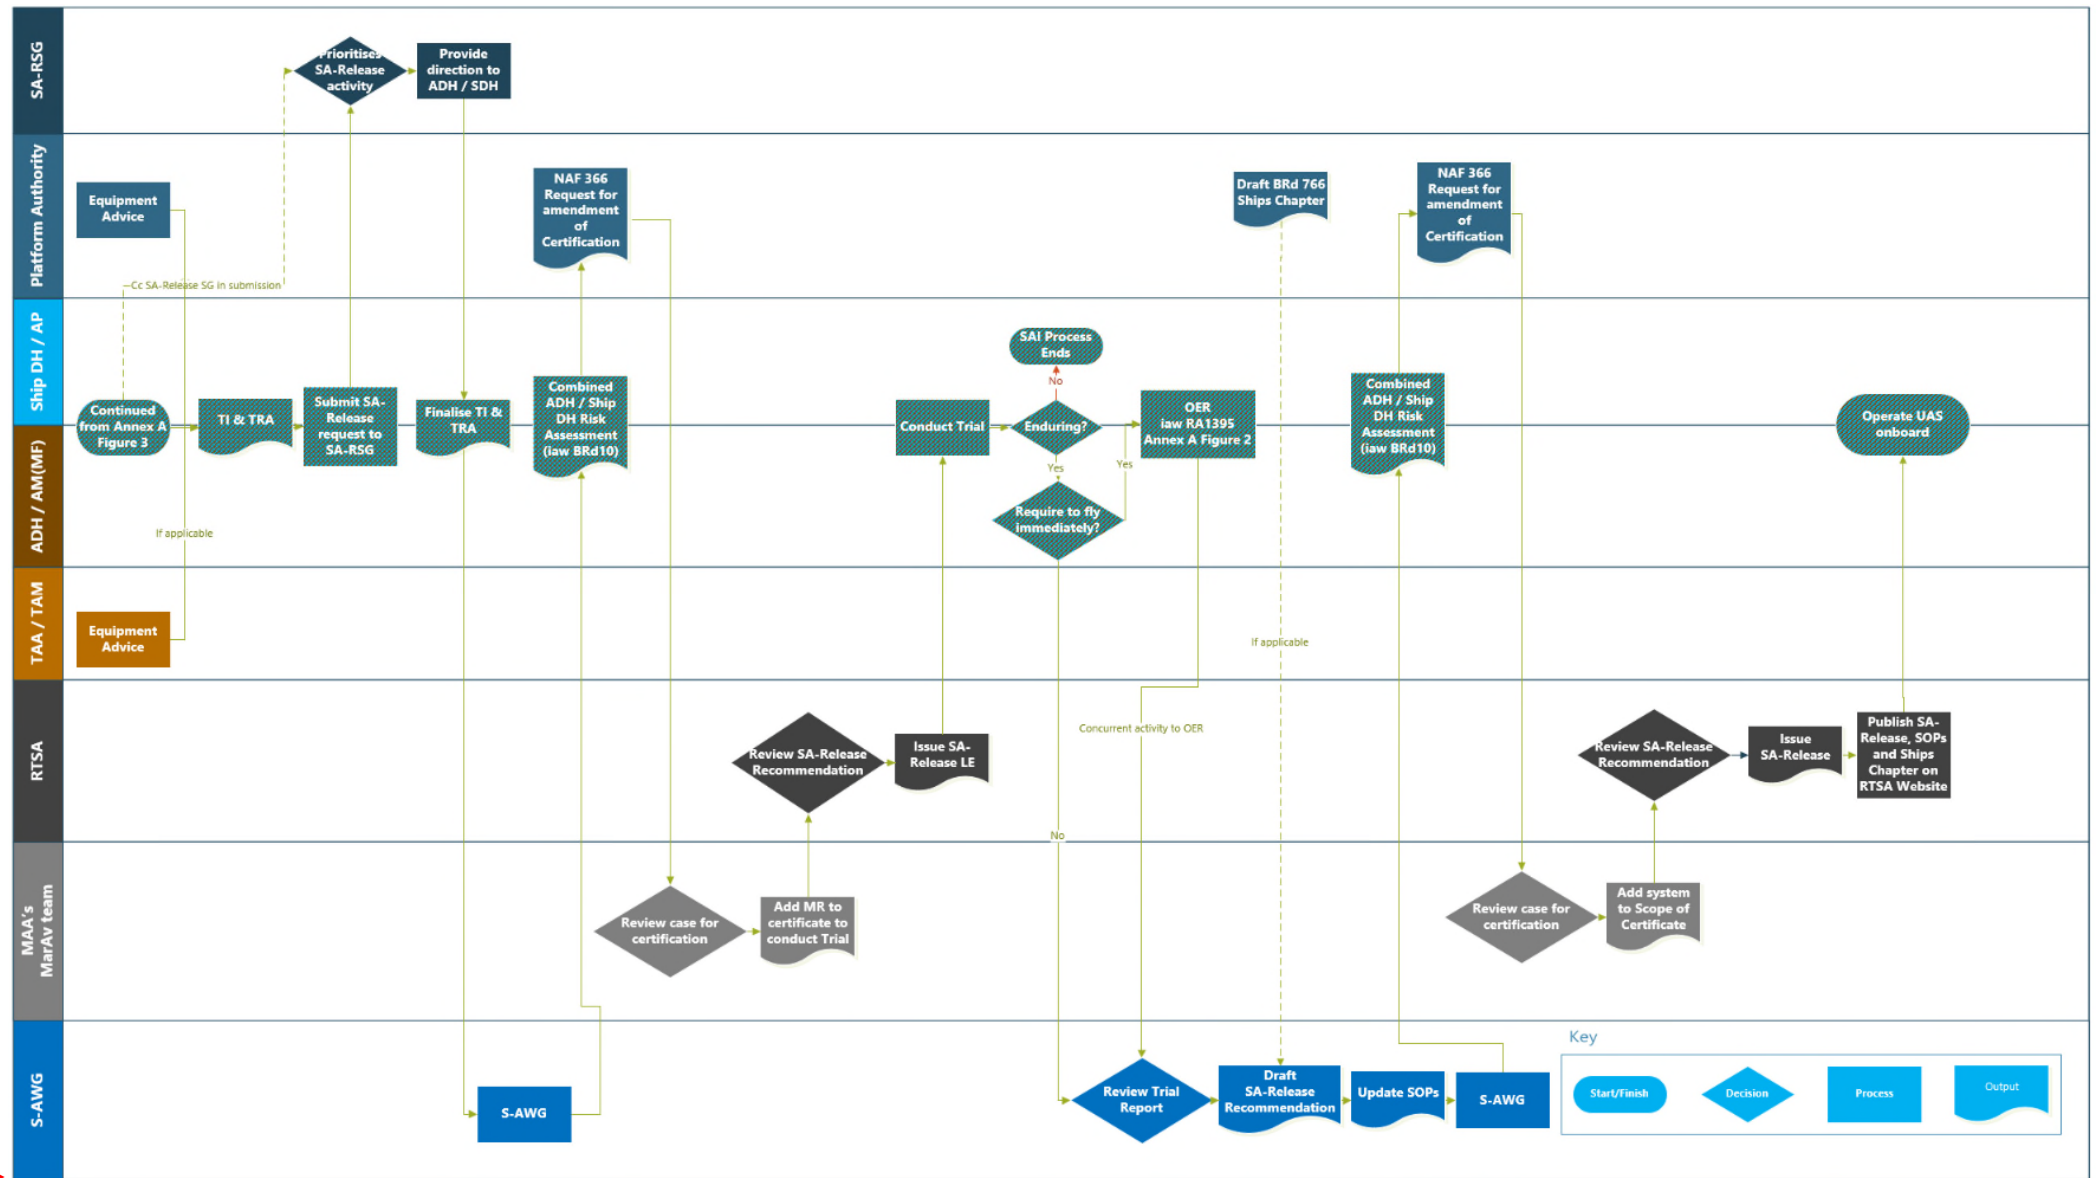 SA-RSG
Prioritises
SA-Release
activity
Provide
direction to
ADH / SDH
Platform Authority
Equipment
Advice
Cc SA-Release SG in submission
NAF 366
Request for
amendment
of
Certification
Draft BRd 766
Ships Chapter
NAF 366
Request for
amendment
of
Certification
Ship DH / AP
ADH / AM(MF)
Continued
from Annex A
Figure 3
TI & TRA
Submit SA-
Release
request to
SA-RSG
Finalise TI &
TRA
Combined
ADH / Ship
DH Risk
Assessment
(iaw BRd10)
Conduct Trial
SAI Process
Ends
No
Enduring?
Yes
Require to fly
immediately?
Yes
OER
iaw RA1395
Annex A Figure 2
Combined
ADH / Ship
DH Risk
Assessment
(iaw BRd10)
Operate UAS
onboard
If applicable
TAA / TAM
Equipment
Advice
If applicable
RTSA
Review SA-Release
Recommendation
Issue SA-
Release LE
Concurrent activity to OER
No
Review SA-Release
Recommendation
Issue
SA-Release
Publish SA-
Release, SOPs
and Ships
Chapter on
RTSA Website
MAA's
MarAv team
Review case for
certification
Add MR to
certificate to
conduct Trial
Review case for
certification
Add system
to Scope of
Certificate
S-AWG
S-AWG
Review Trial
Report
Draft
SA-Release
Recommendation
Update SOPs
S-AWG
Key
Start/Finish
Decision
Process
Output